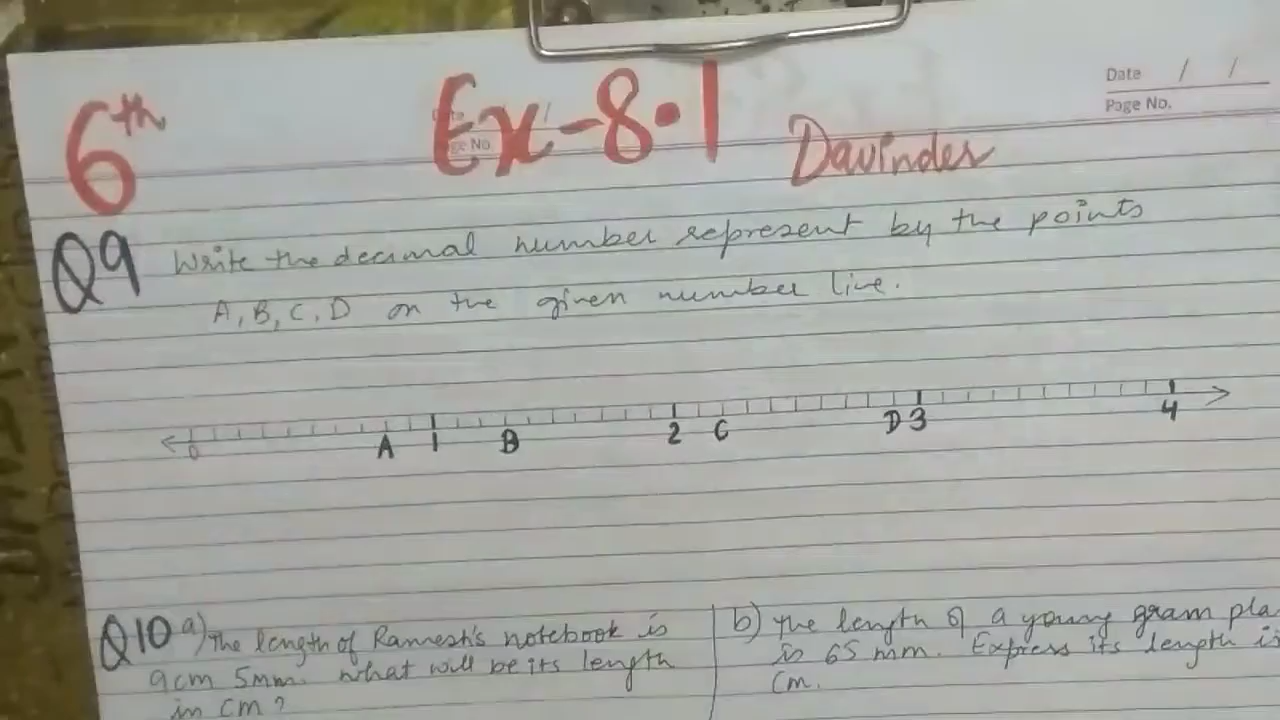 Date / /
Page No.
6th
Ex-8.1
Davinder
Q9 Write the decimal number represent by the points
A, B, C, D on the given number line.
0 A 1 B 2 C D 3 4
Q10 a) The length of Ramesh's notebook is
9cm 5mm. what will be its length
in cm?
b) The length of a young gram pla
is 65 mm. Express its length is
cm.